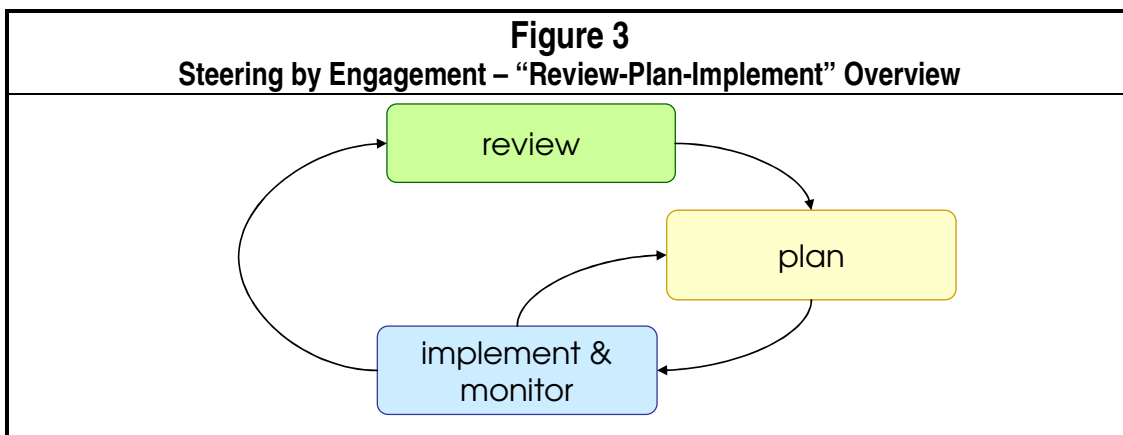 Figure 3
Steering by Engagement – “Review-Plan-Implement” Overview
review
plan
implement &
monitor